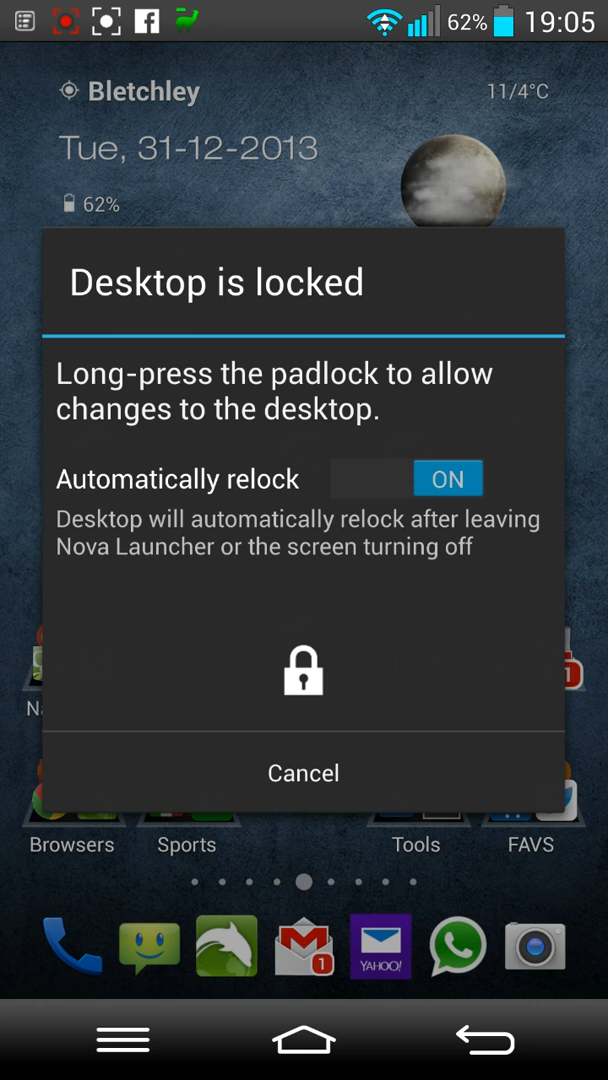 62% 19:05
Bletchley 11/4°C
Tue, 31-12-2013
62%
Desktop is locked
Long-press the padlock to allow
changes to the desktop.
Automatically relock ON
Desktop will automatically relock after leaving
Nova Launcher or the screen turning off
1
Cancel
Browsers Sports Tools FAVS
1 YAHOO!